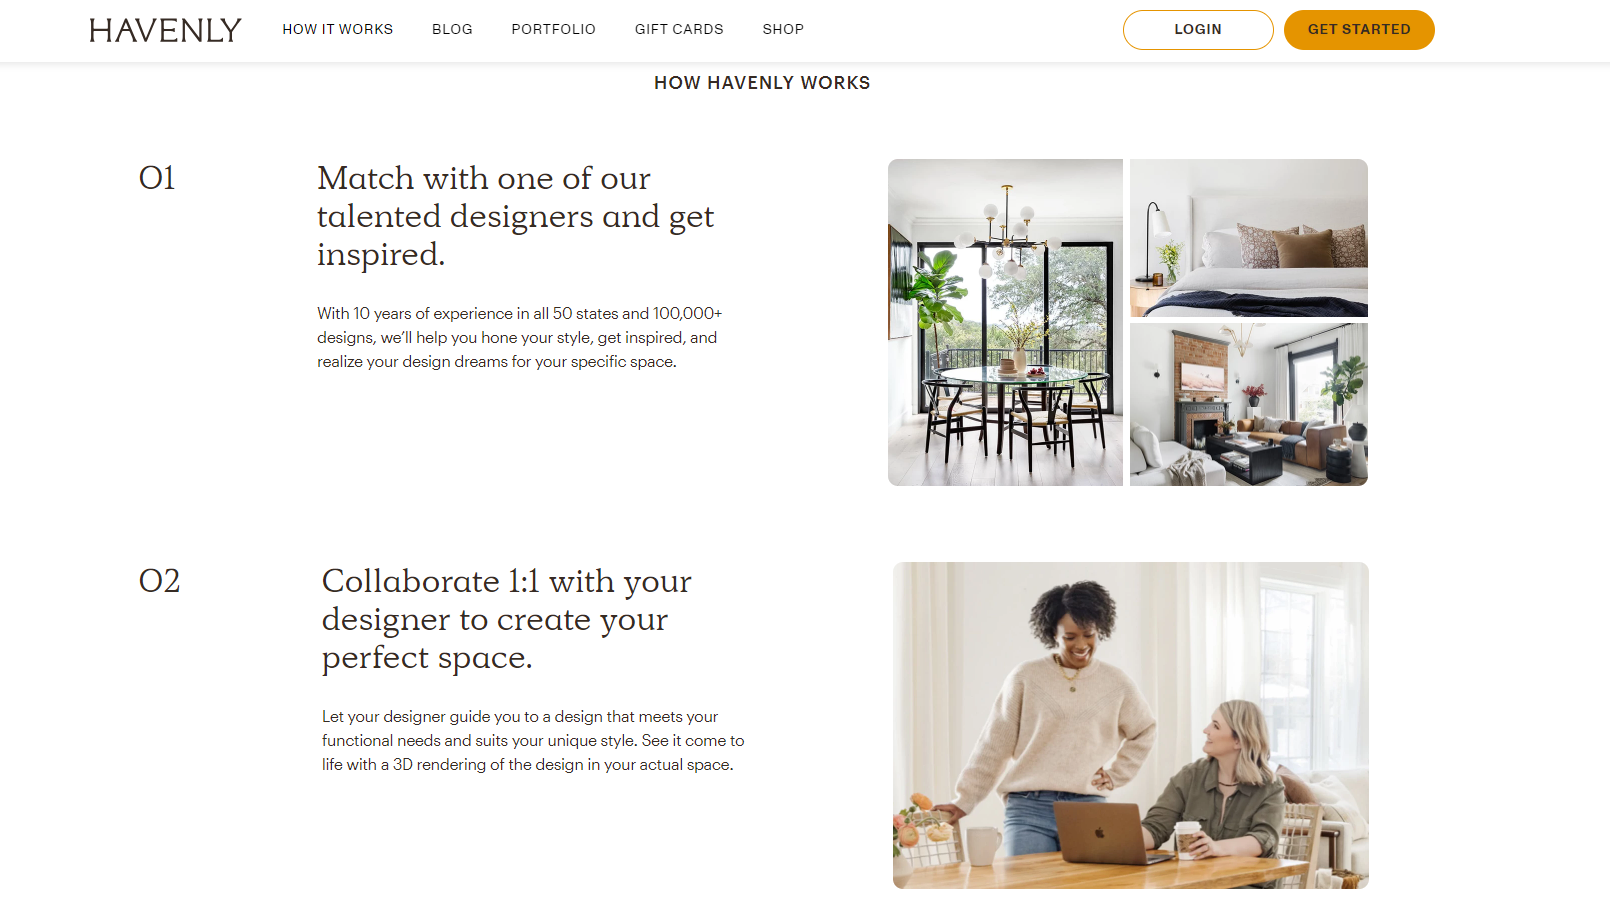 HAVENLY
HOW IT WORKS
BLOG
PORTFOLIO
GIFT CARDS
SHOP
LOGIN
GET STARTED
HOW HAVENLY WORKS
01
Match with one of our
talented designers and get
inspired.
With 10 years of experience in all 50 states and 100,000+
designs, we’ll help you hone your style, get inspired, and
realize your design dreams for your specific space.
02
Collaborate 1:1 with your
designer to create your
perfect space.
Let your designer guide you to a design that meets your
functional needs and suits your unique style. See it come to
life with a 3D rendering of the design in your actual space.